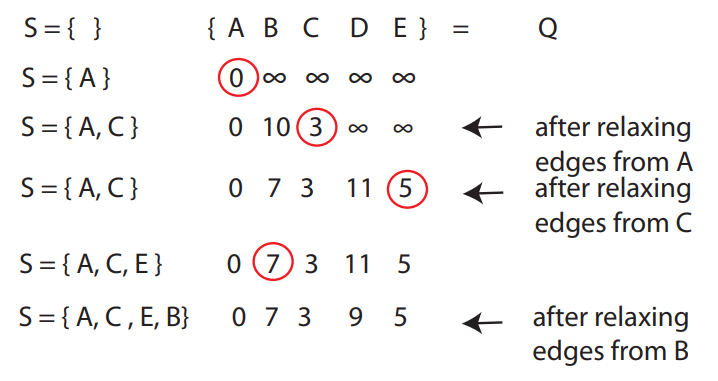 S = { } { A B C D E } = Q
S = { A } 0 ∞ ∞ ∞ ∞
S = { A, C } 0 10 3 ∞ ∞ after relaxing
edges from A
S = { A, C } 0 7 3 11 5 after relaxing
edges from C
S = { A, C, E } 0 7 3 11 5
S = { A, C , E, B} 0 7 3 9 5 after relaxing
edges from B